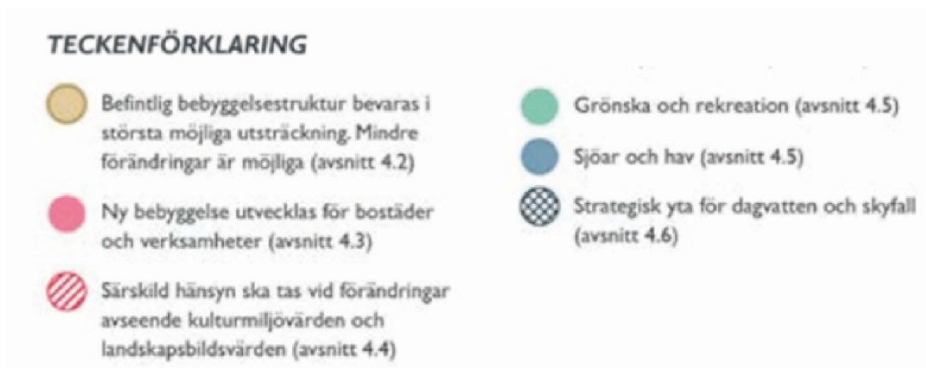 TECKENFÖRKLARING
Befintlig bebyggelsestruktur bevaras i
största möjliga utsträckning. Mindre
förändringar är möjliga (avsnitt 4.2)
Ny bebyggelse utvecklas för bostäder
och verksamheter (avsnitt 4.3)
Särskild hänsyn ska tas vid förändringar
avseende kulturmiljövärden och
landskapsbildsvärden (avsnitt 4.4)
Grönska och rekreation (avsnitt 4.5)
Sjöar och hav (avsnitt 4.5)
Strategisk yta för dagvatten och skyfall
(avsnitt 4.6)